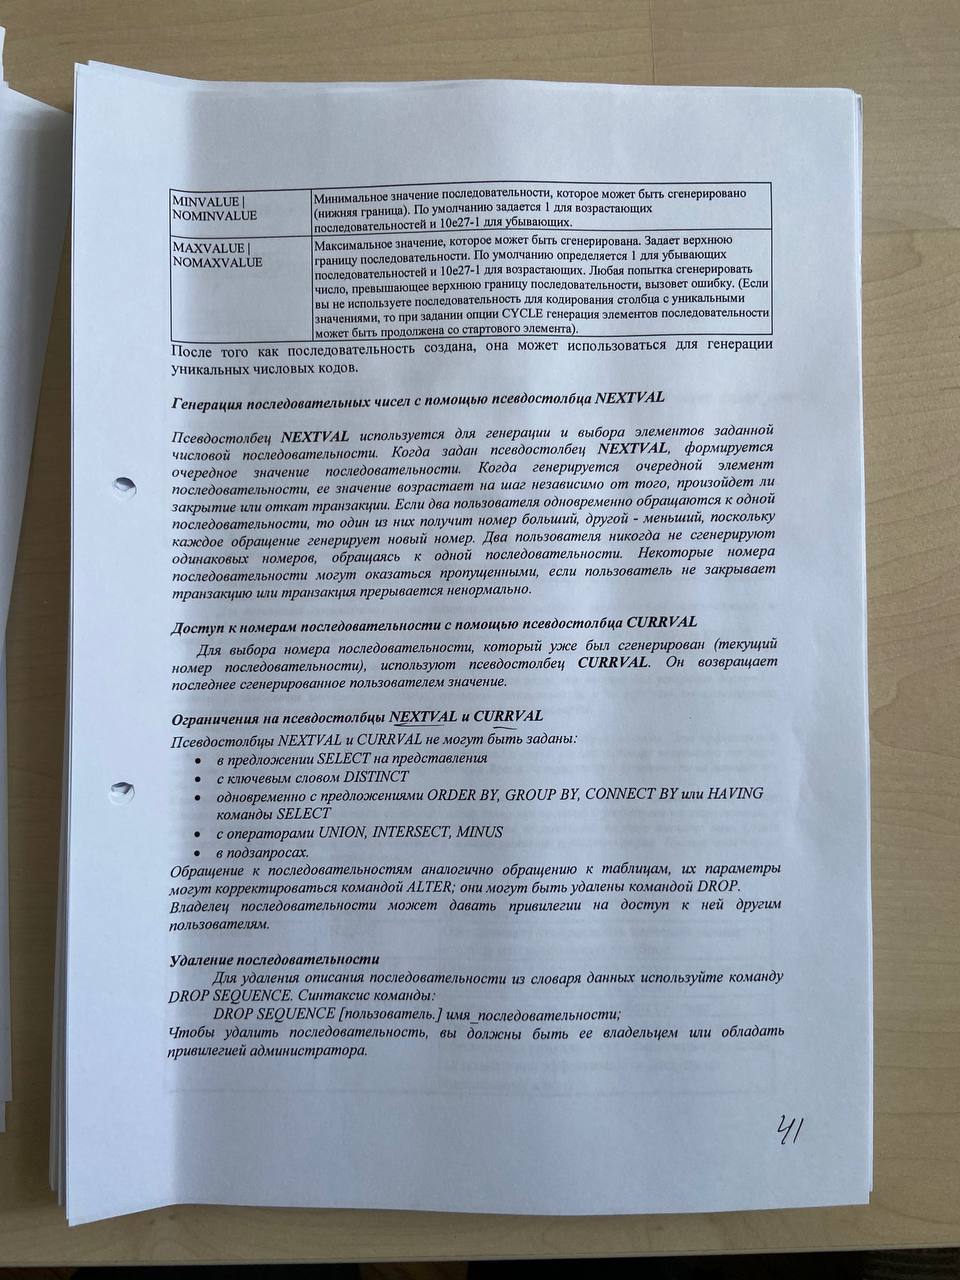 MINVALUE |
NOMINVALUE
Минимальное значение последовательности, которое может быть сгенерировано
(нижняя граница). По умолчанию задается 1 для возрастающих
последовательностей и 10e27-1 для убывающих.
MAXVALUE |
NOMAXVALUE
Максимальное значение, которое может быть сгенерирована. Задает верхнюю
границу последовательности. По умолчанию определяется 1 для убывающих
последовательностей и 10e27-1 для возрастающих. Любая попытка сгенерировать
число, превышающее верхнюю границу последовательности, вызовет ошибку. (Если
вы не используете последовательность для кодирования столбца с уникальными
значениями, то при задании опции CYCLE генерация элементов последовательности
может быть продолжена со стартового элемента).
После того как последовательность создана, она может использоваться для генерации
уникальных числовых кодов.
Генерация последовательных чисел с помощью псевдостолбца NEXTVAL
Псевдостолбец NEXTVAL используется для генерации и выбора элементов заданной
числовой последовательности. Когда задан псевдостолбец NEXTVAL, формируется
очередное значение последовательности. Когда генерируется очередной элемент
последовательности, ее значение возрастает на шаг независимо от того, произойдет ли
закрытие или откат транзакции. Если два пользователя одновременно обращаются к одной
последовательности, то один из них получит номер больший, другой - меньший, поскольку
каждое обращение генерирует новый номер. Два пользователя никогда не сгенерируют
одинаковых номеров, обращаясь к одной последовательности. Некоторые номера
последовательности могут оказаться пропущенными, если пользователь не закрывает
транзакцию или транзакция прерывается ненормально.
Доступ к номерам последовательности с помощью псевдостолбца CURRVAL
Для выбора номера последовательности, который уже был сгенерирован (текущий
номер последовательности), используют псевдостолбец CURRVAL. Он возвращает
последнее сгенерированное пользователем значение.
Ограничения на псевдостолбцы NEXTVAL и CURRVAL
Псевдостолбцы NEXTVAL и CURRVAL не могут быть заданы:
• в предложении SELECT на представления
• с ключевым словом DISTINCT
• одновременно с предложениями ORDER BY, GROUP BY, CONNECT BY или HAVING
команды SELECT
• с операторами UNION, INTERSECT, MINUS
• в подзапросах.
Обращение к последовательностям аналогично обращению к таблицам, их параметры
могут корректироваться командой ALTER; они могут быть удалены командой DROP.
Владелец последовательности может давать привилегии на доступ к ней другим
пользователям.
Удаление последовательности
Для удаления описания последовательности из словаря данных используйте команду
DROP SEQUENCE. Синтаксис команды:
DROP SEQUENCE [пользователь.] имя_последовательности;
Чтобы удалить последовательность, вы должны быть ее владельцем или обладать
привилегией администратора.
41